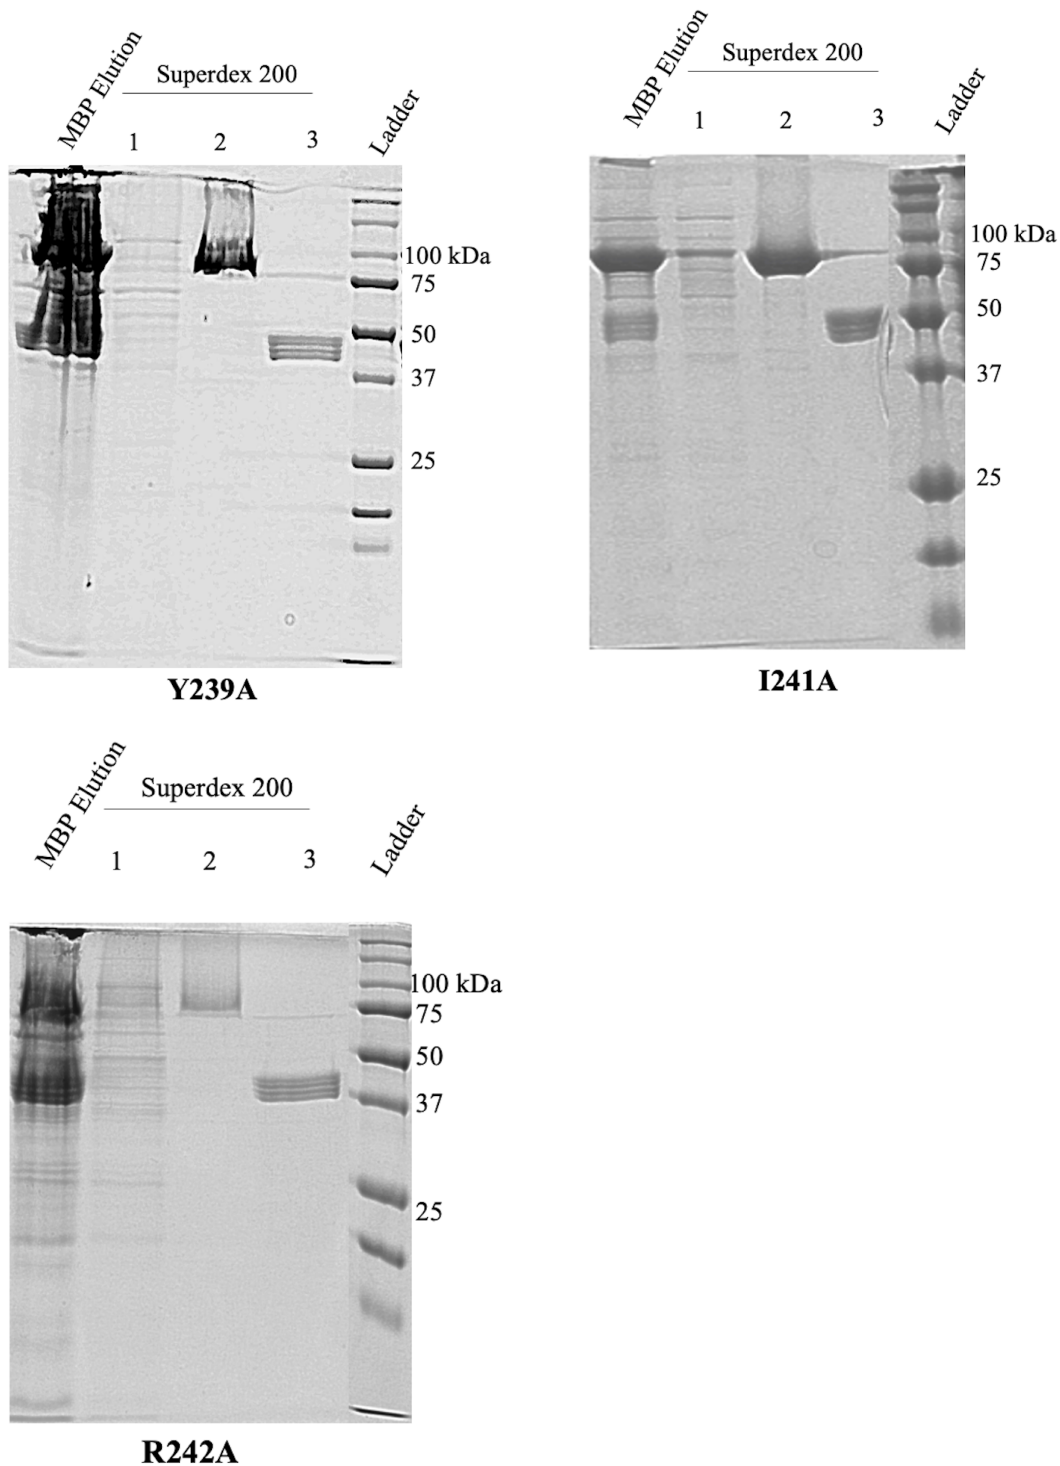 MBP Elution
Superdex 200
1 2 3
Ladder
100 kDa
75
50
37
25
Y239A
MBP Elution
Superdex 200
1 2 3
Ladder
100 kDa
75
50
37
25
I241A
MBP Elution
Superdex 200
1 2 3
Ladder
100 kDa
75
50
37
25
R242A